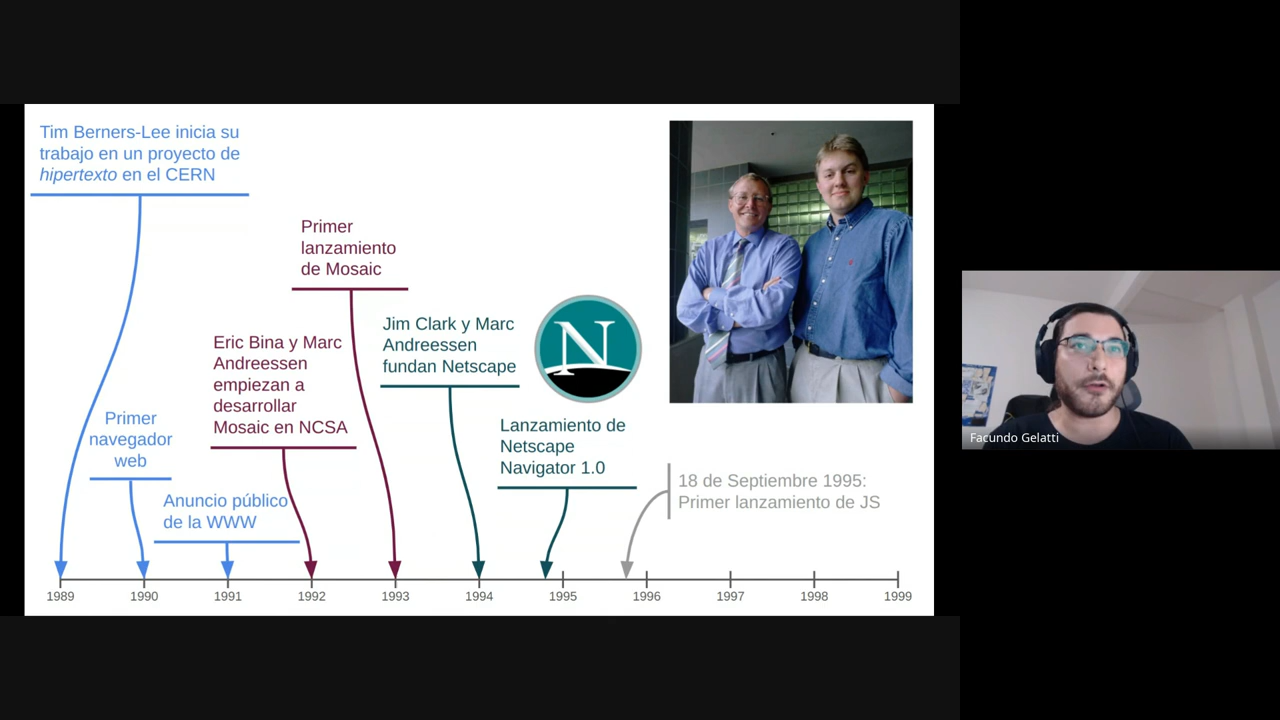 Tim Berners-Lee inicia su
trabajo en un proyecto de
hipertexto en el CERN
Primer
lanzamiento
de Mosaic
Jim Clark y Marc
Andreessen
fundan Netscape
N
Eric Bina y Marc
Andreessen
empiezan a
desarrollar
Mosaic en NCSA
Primer
navegador
web
Lanzamiento de
Netscape
Navigator 1.0
Anuncio público
de la WWW
18 de Septiembre 1995:
Primer lanzamiento de JS
1989 1990 1991 1992 1993 1994 1995 1996 1997 1998 1999
Facundo Gelatti